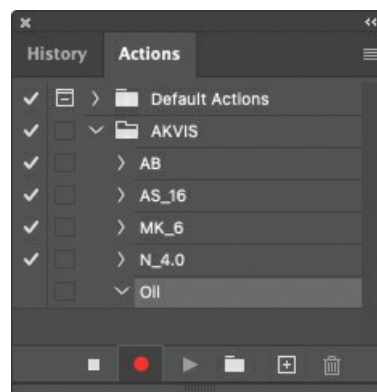 History Actions
Default Actions
AKVIS
AB
AS_16
MK_6
N_4.0
Oil